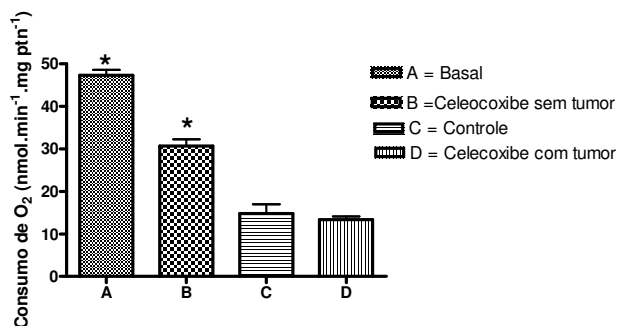 Consumo de O₂ (nmol.min⁻¹.mg ptn⁻¹)
50
40
30
20
10
0
*
*
A
B
C
D
A = Basal
B =Celeocoxibe sem tumor
C = Controle
D = Celecoxibe com tumor